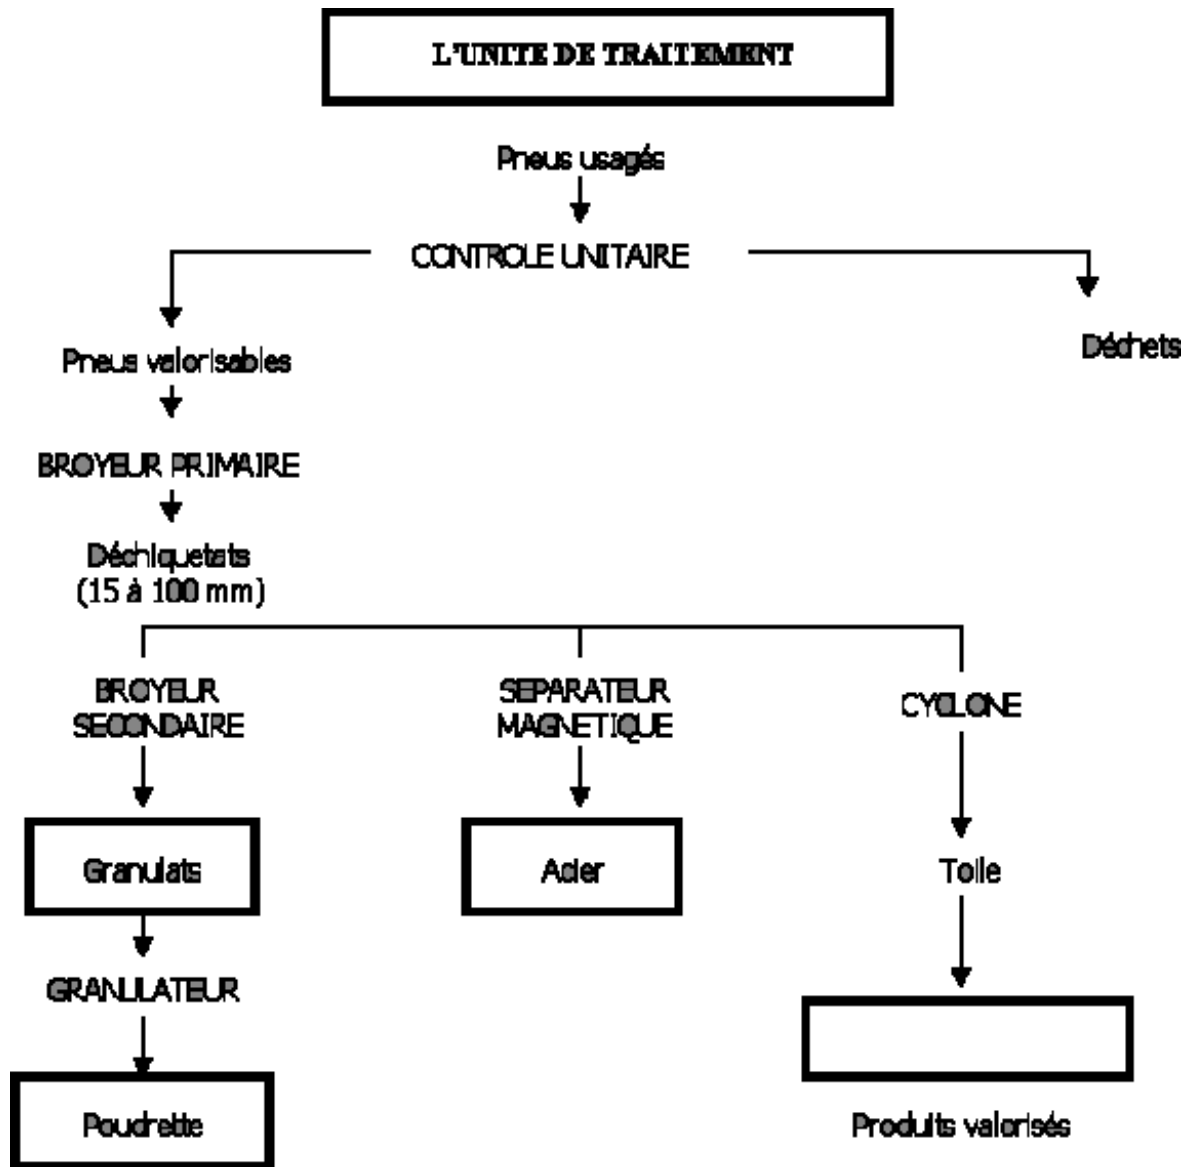 L'UNITE DE TRAITEMENT
Pneus usagés
CONTROLE UNITAIRE
Pneus valorisables
Déchets
BROYEUR PRIMAIRE
Déchiquetats
(15 à 100 mm)
BROYEUR
SECONDAIRE
SEPARATEUR
MAGNETIQUE
CYCLONE
Granulats
Acier
Toile
GRANULATEUR
Poudrette
Produits valorisés